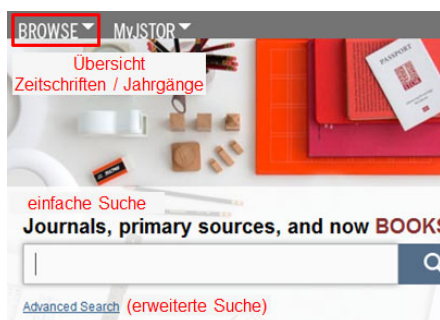 BROWSE MyJSTOR
Übersicht
Zeitschriften / Jahrgänge
PASSPORT
einfache Suche
Journals, primary sources, and now BOOKS
Advanced Search (erweiterte Suche)